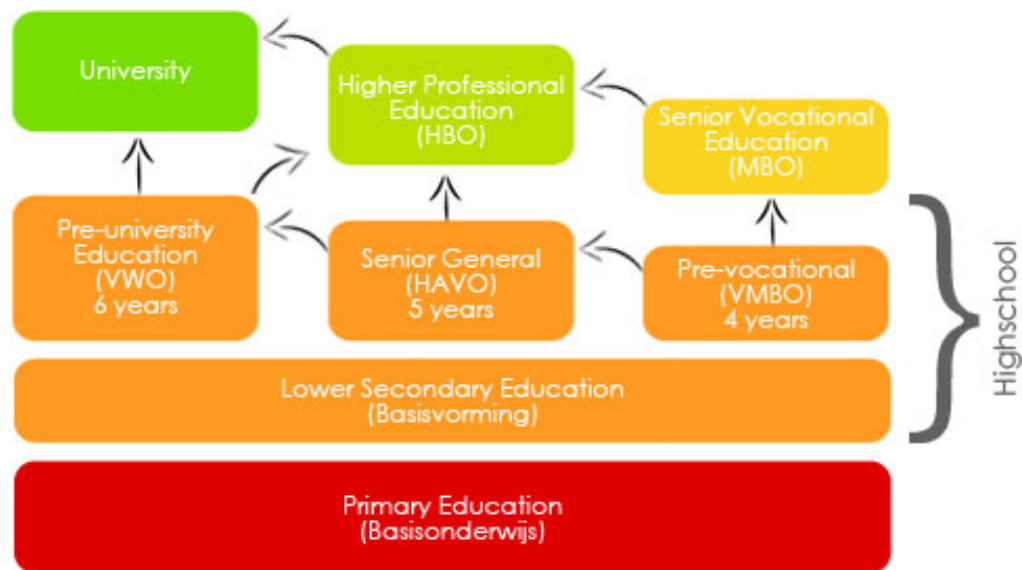 University
Higher Professional
Education
(HBO)
Senior Vocational
Education
(MBO)
Pre-university
Education
(VWO)
6 years
Senior General
(HAVO)
5 years
Pre-vocational
(VMBO)
4 years
Highschool
Lower Secondary Education
(Basisvorming)
Primary Education
(Basisonderwijs)